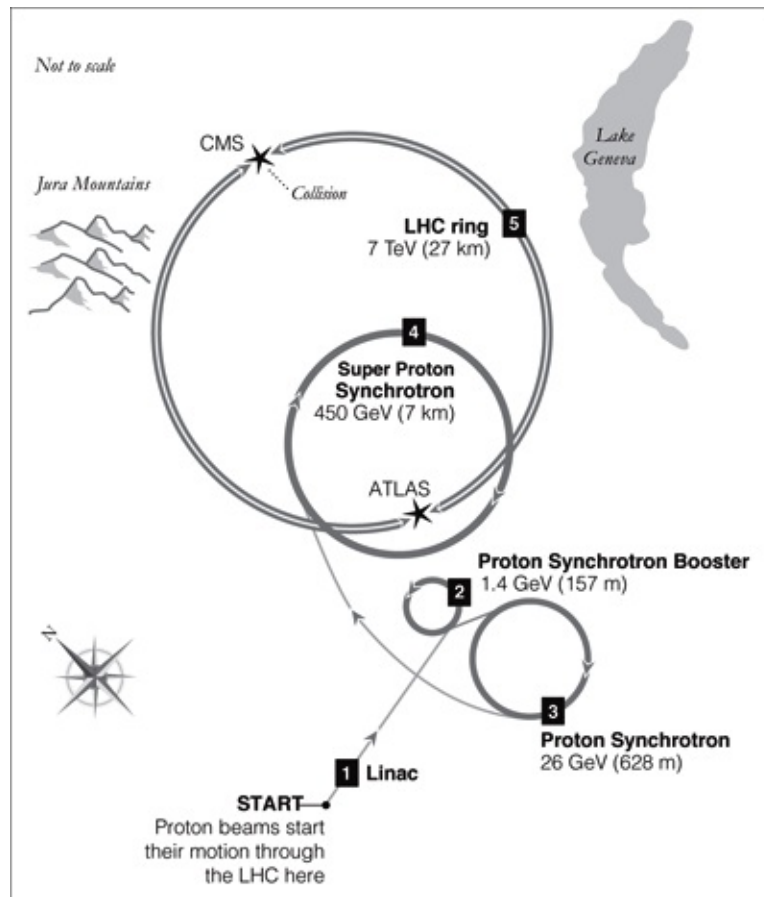 Not to scale
Lake
Geneva
CMS
Jura Mountains
Collision
5
LHC ring
7 TeV (27 km)
4
Super Proton
Synchrotron
450 GeV (7 km)
ATLAS
Proton Synchrotron Booster
2
1.4 GeV (157 m)
N
3
Proton Synchrotron
26 GeV (628 m)
1 Linac
START
Proton beams start
their motion through
the LHC here